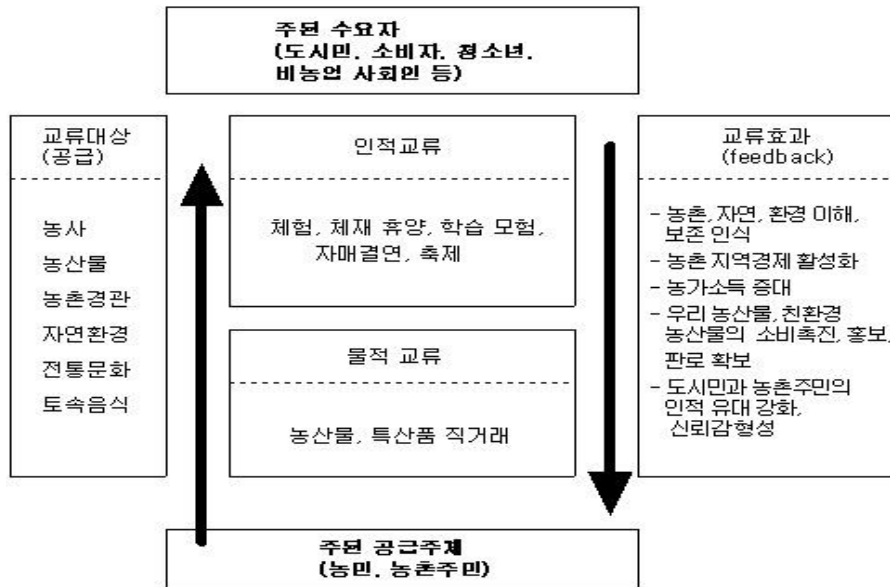 주된 수요자
(도시민, 소비자, 청소년,
비농업 사회인 등)
교류대상
(공급)
농사
농산물
농촌경관
자연환경
전통문화
토속음식
인적교류
체험, 체재 휴양, 학습 모험,
자매결연, 축제
물적 교류
농산물, 특산품 직거래
교류효과
(feedback)
- 농촌, 자연, 환경 이해,
보존 인식
- 농촌 지역경제 활성화
- 농가소득 증대
- 우리 농산물, 친환경
농산물의 소비촉진, 홍보,
판로 확보
- 도시민과 농촌주민의
인적 유대 강화,
신뢰감형성
주된 공급주체
(농민, 농촌주민)